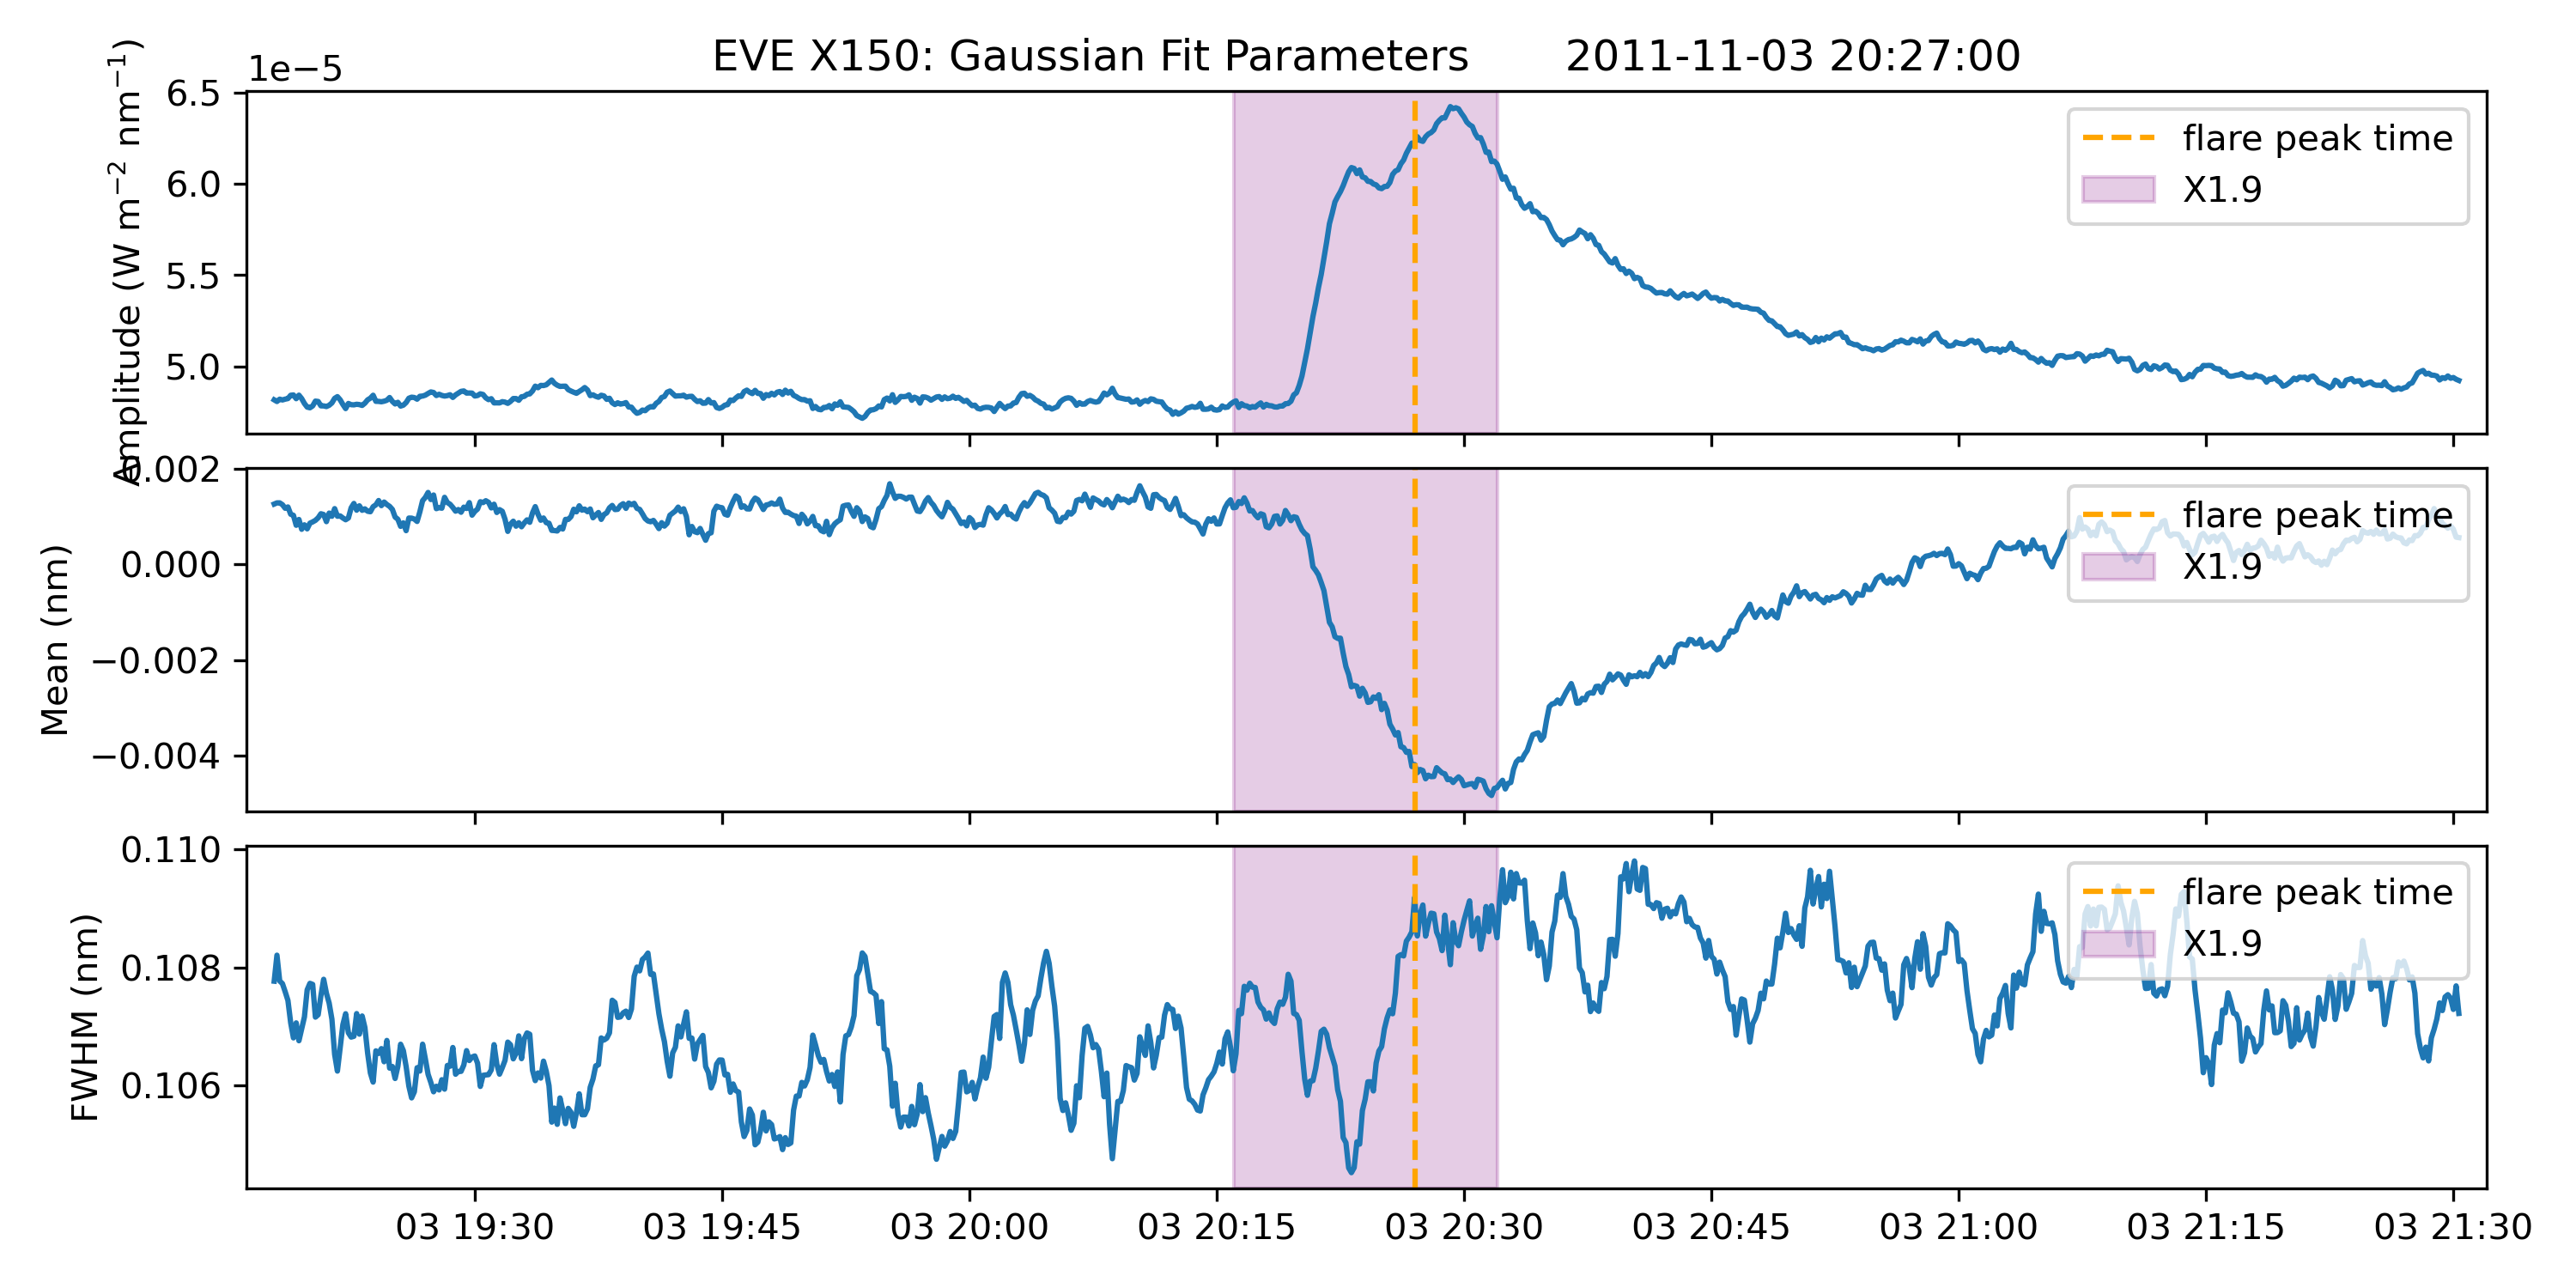 EVE X150: Gaussian Fit Parameters 2011-11-03 20:27:00
1e−5
Amplitude (W m−2 nm−1)
6.5
6.0
5.5
5.0
flare peak time
X1.9
Mean (nm)
0.002
0.000
−0.002
−0.004
flare peak time
X1.9
FWHM (nm)
0.110
0.108
0.106
flare peak time
X1.9
03 19:30 03 19:45 03 20:00 03 20:15 03 20:30 03 20:45 03 21:00 03 21:15 03 21:30